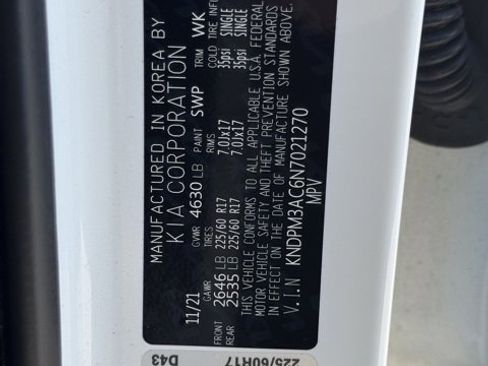 MANUFACTURED IN KOREA BY
KIA CORPORATION
11/21 GVWR 4630 LB PAINT SWP TRIM WK
GAWR TIRES RIMS COLD TIRE INFL
FRONT 2646 LB 225/60 R17 7.0Jx17 35psi SINGLE
REAR 2535 LB 225/60 R17 7.0Jx17 35psi SINGLE
THIS VEHICLE CONFORMS TO ALL APPLICABLE U.S.A. FEDERAL
MOTOR VEHICLE SAFETY AND THEFT PREVENTION STANDARDS
IN EFFECT ON THE DATE OF MANUFACTURE SHOWN ABOVE.
V.I.N KNDPM3AC6N7021270
MPV
225/60R17 D43